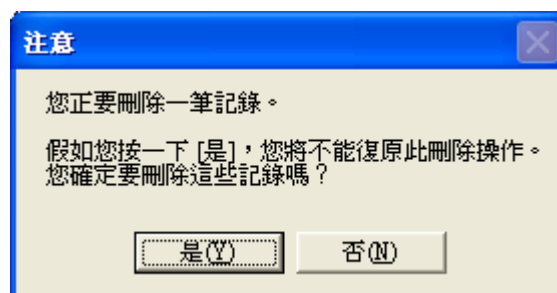 注意
您正要刪除一筆記錄。
假如您按一下 [是]，您將不能復原此刪除操作。
您確定要刪除這些記錄嗎？
是(Y) 否(N)